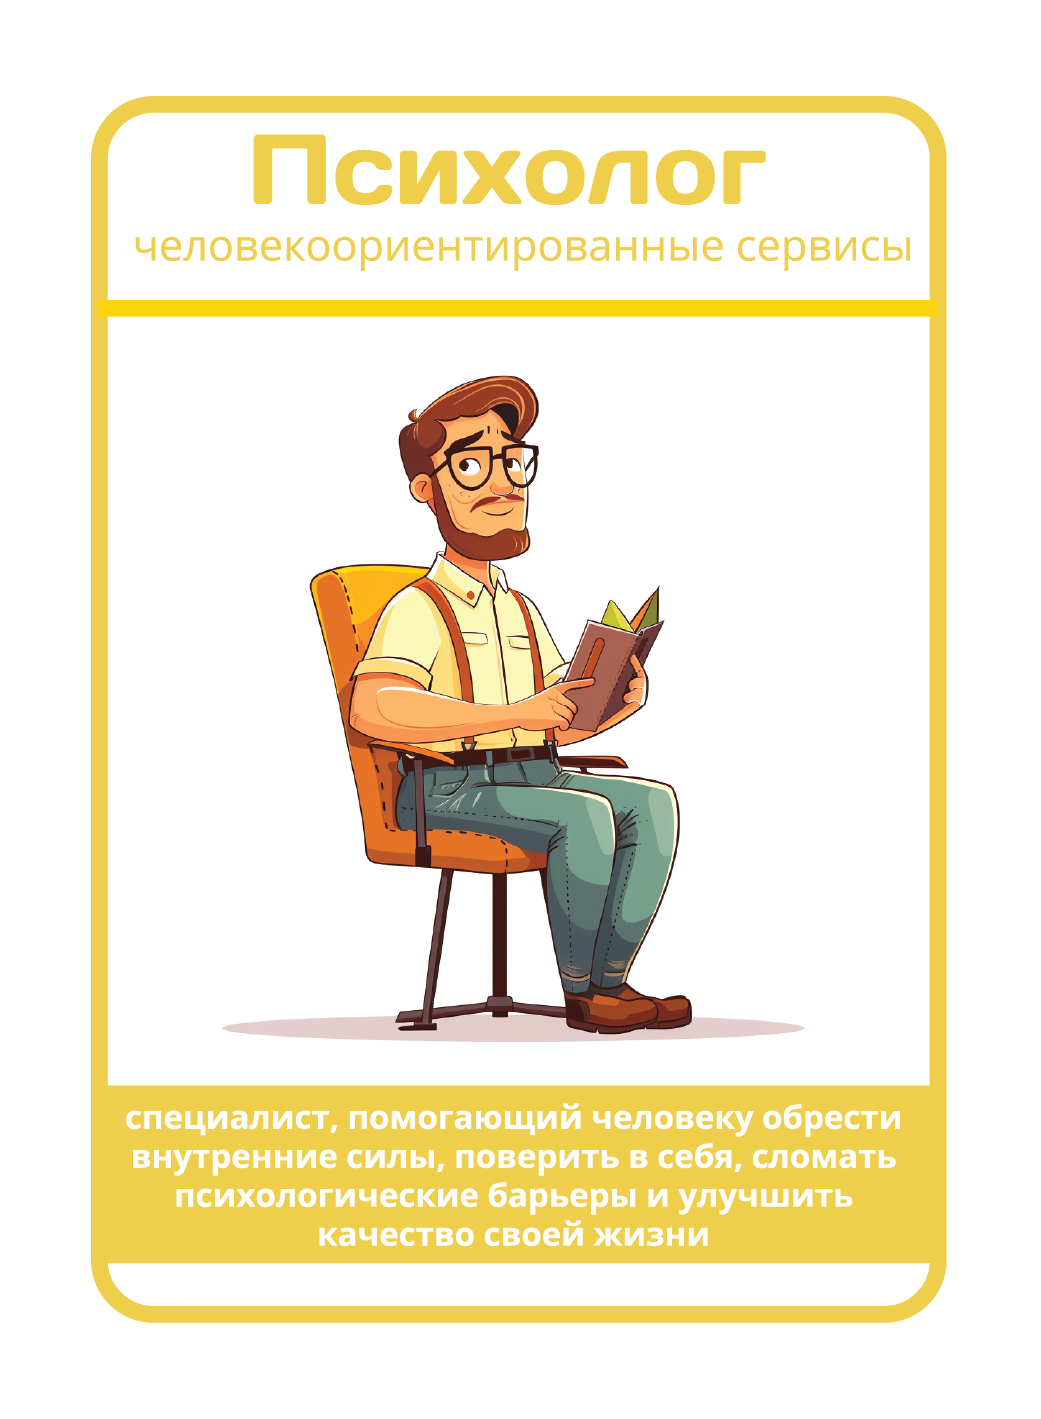 Психолог
человекоориентированные сервисы
специалист, помогающий человеку обрести
внутренние силы, поверить в себя, сломать
психологические барьеры и улучшить
качество своей жизни